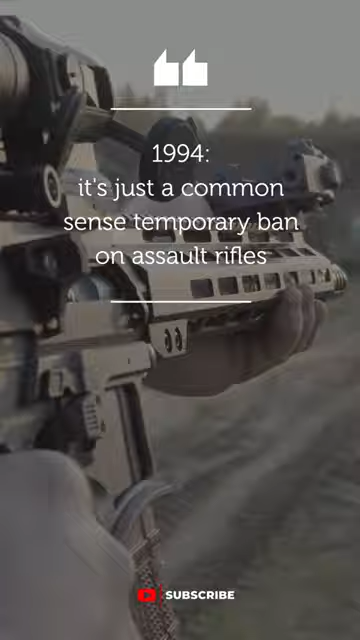 1994:
it's just a common
sense temporary ban
on assault rifles
SUBSCRIBE